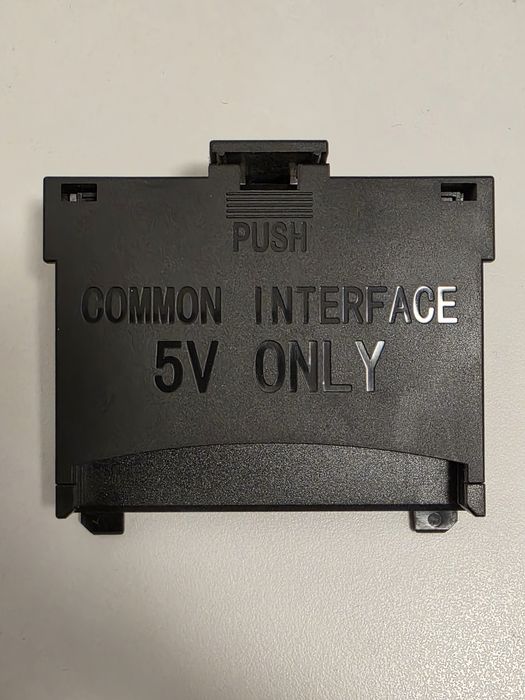 PUSH
COMMON INTERFACE
5V ONLY